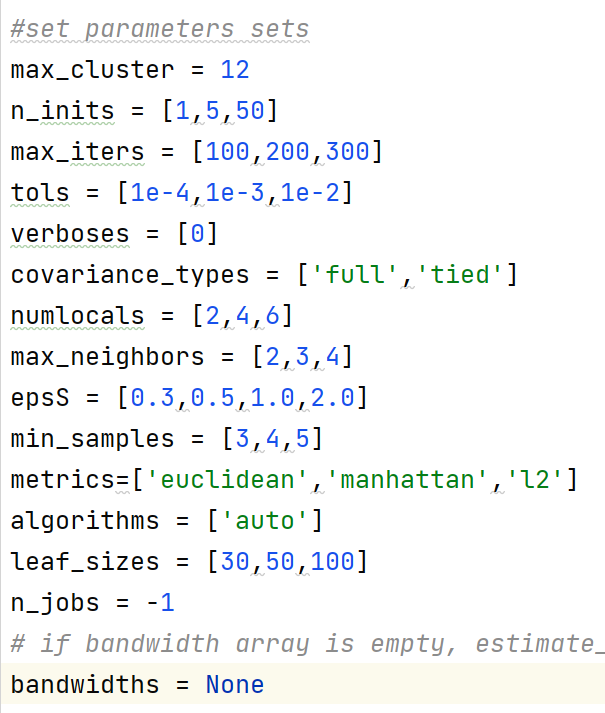 #set parameters sets
max_cluster = 12
n_inits = [1,5,50]
max_iters = [100,200,300]
tols = [1e-4,1e-3,1e-2]
verboses = [0]
covariance_types = ['full','tied']
numlocals = [2,4,6]
max_neighbors = [2,3,4]
epsS = [0.3,0.5,1.0,2.0]
min_samples = [3,4,5]
metrics=['euclidean','manhattan','l2']
algorithms = ['auto']
leaf_sizes = [30,50,100]
n_jobs = -1
# if bandwidth array is empty, estimate_
bandwidths = None